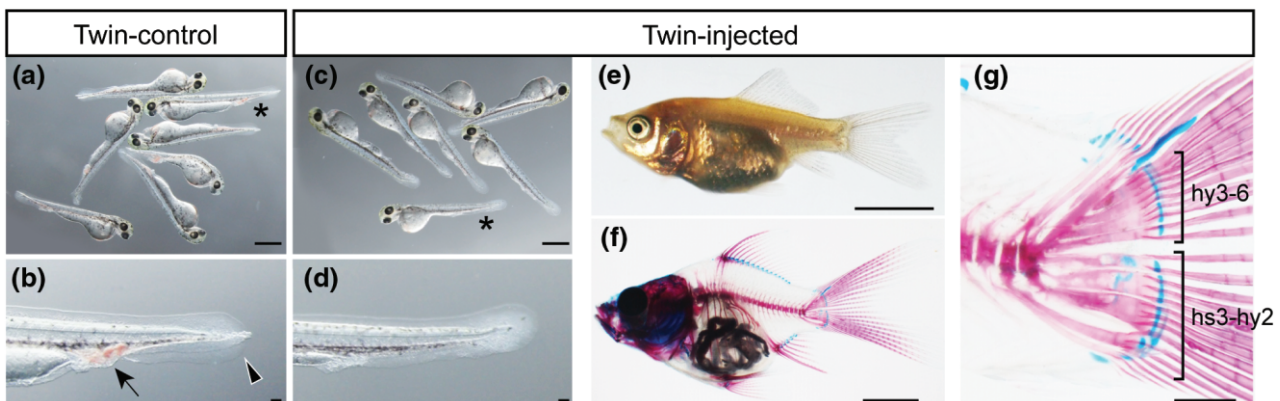 Twin-control
Twin-injected
(a)
*
(b)
(c)
*
(d)
(e)
(f)
(g)
hy3-6
hs3-hy2